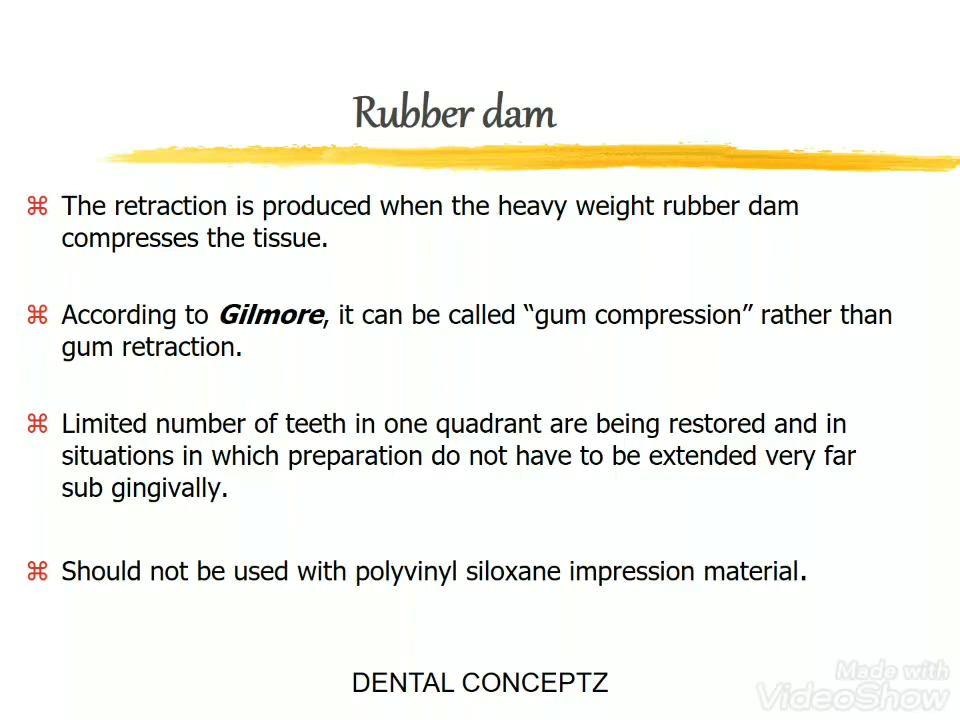 Rubber dam
⌘ The retraction is produced when the heavy weight rubber dam
compresses the tissue.
⌘ According to Gilmore, it can be called “gum compression” rather than
gum retraction.
⌘ Limited number of teeth in one quadrant are being restored and in
situations in which preparation do not have to be extended very far
sub gingivally.
⌘ Should not be used with polyvinyl siloxane impression material.
DENTAL CONCEPTZ
Made with
VideoShow